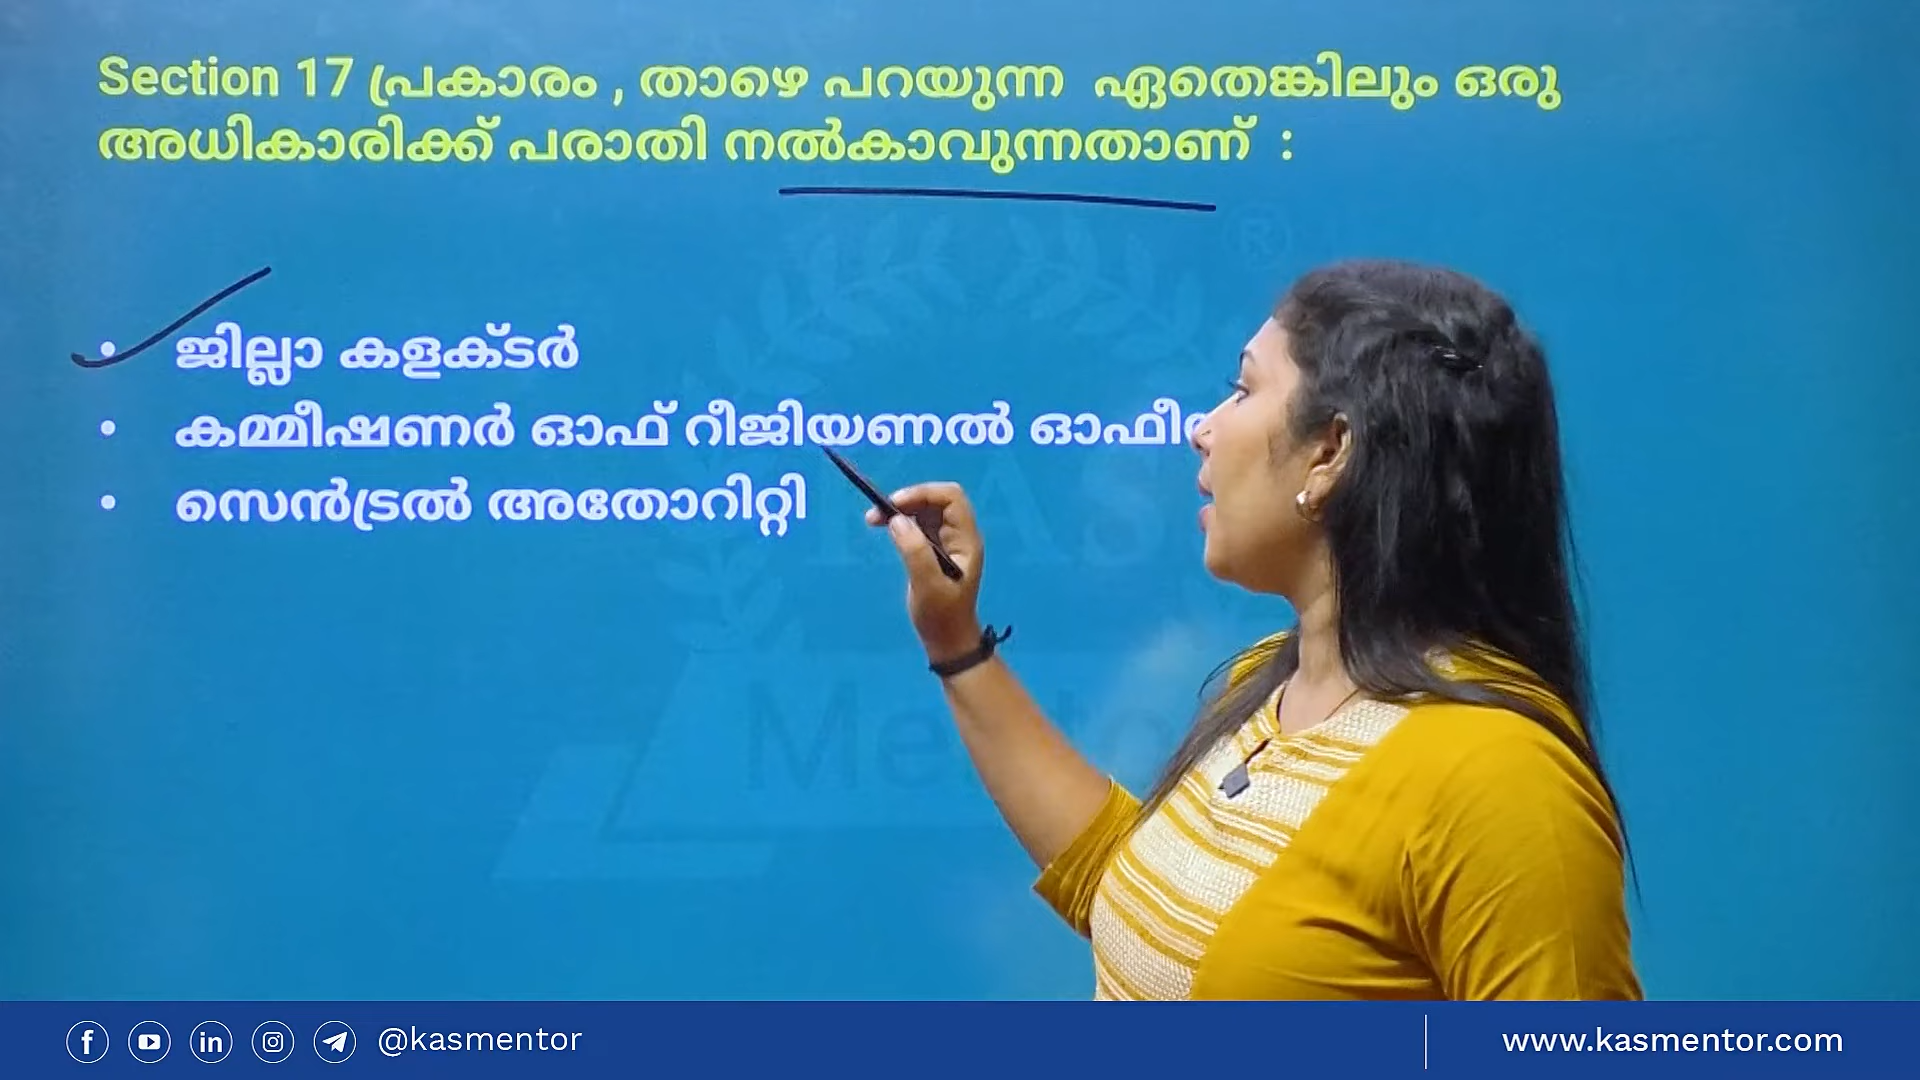 Section 17 പ്രകാരം , താഴെ പറയുന്ന ഏതെങ്കിലും ഒരു
അധികാരിക്ക് പരാതി നൽകാവുന്നതാണ് :
• ജില്ലാ കളക്ടർ
• കമ്മീഷണർ ഓഫ് റീജിയണൽ
• സെൻട്രൽ അതോറിറ്റി
KAS
®
@kasmentor
www.kasmentor.com